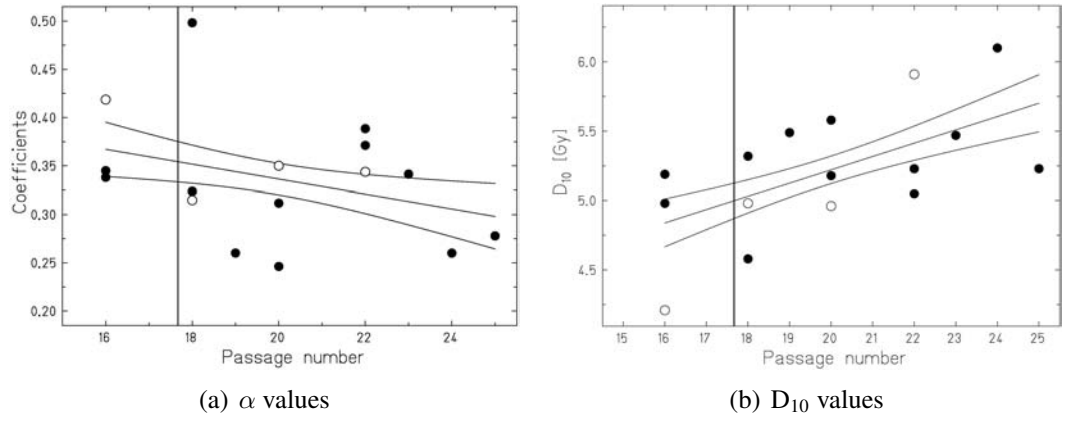 Coefficients
0.50
0.45
0.40
0.35
0.30
0.25
0.20
16 18 20 22 24
Passage number
(a) α values
D10 [Gy]
6.0
5.5
5.0
4.5
15 16 17 18 19 20 21 22 23 24 25
Passage number
(b) D10 values